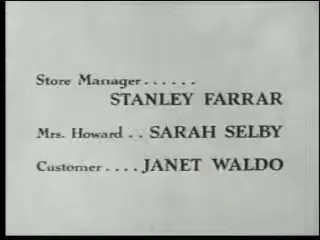 Store Manager......
STANLEY FARRAR
Mrs. Howard.. SARAH SELBY
Customer.... JANET WALDO